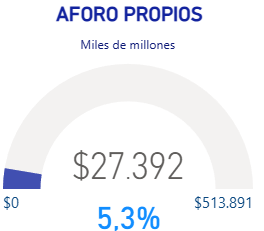 AFORO PROPIOS
Miles de millones
$27.392
$0 $513.891
5,3%